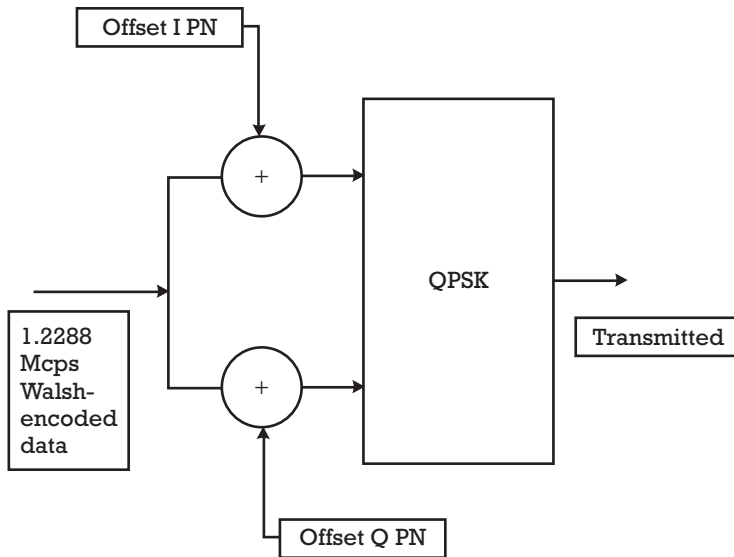 Offset I PN
+
QPSK
1.2288
Mcps
Walsh-
encoded
data
Transmitted
+
Offset Q PN